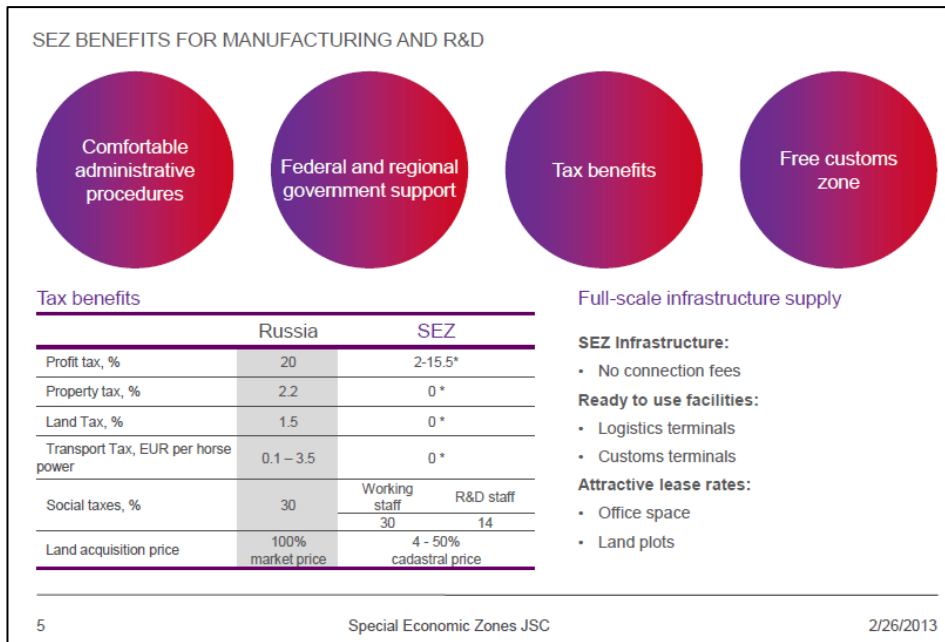 SEZ BENEFITS FOR MANUFACTURING AND R&D
Comfortable
administrative
procedures
Federal and regional
government support
Tax benefits
Free customs
zone
Tax benefits
Russia SEZ
Profit tax, % 20 2-15.5*
Property tax, % 2.2 0 *
Land Tax, % 1.5 0 *
Transport Tax, EUR per horse
power 0.1 – 3.5 0 *
Social taxes, % 30 Working
staff R&D staff
30 14
Land acquisition price 100%
market price 4 - 50%
cadastral price
Full-scale infrastructure supply
SEZ Infrastructure:
• No connection fees
Ready to use facilities:
• Logistics terminals
• Customs terminals
Attractive lease rates:
• Office space
• Land plots
5 Special Economic Zones JSC 2/26/2013